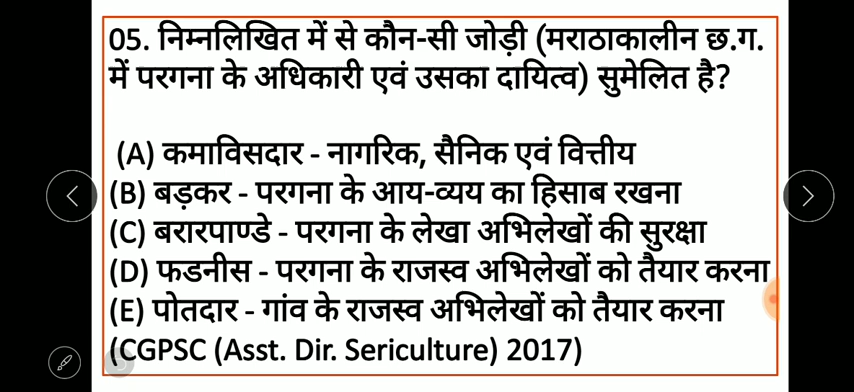 05. निम्नलिखित में से कौन-सी जोड़ी (मराठाकालीन छ.ग.
में परगना के अधिकारी एवं उसका दायित्व) सुमेलित है?
(A) कमाविसदार - नागरिक, सैनिक एवं वित्तीय
(B) बड़कर - परगना के आय-व्यय का हिसाब रखना
(C) बरारपाण्डे - परगना के लेखा अभिलेखों की सुरक्षा
(D) फडनीस - परगना के राजस्व अभिलेखों को तैयार करना
(E) पोतदार - गांव के राजस्व अभिलेखों को तैयार करना
(CGPSC (Asst. Dir. Sericulture) 2017)